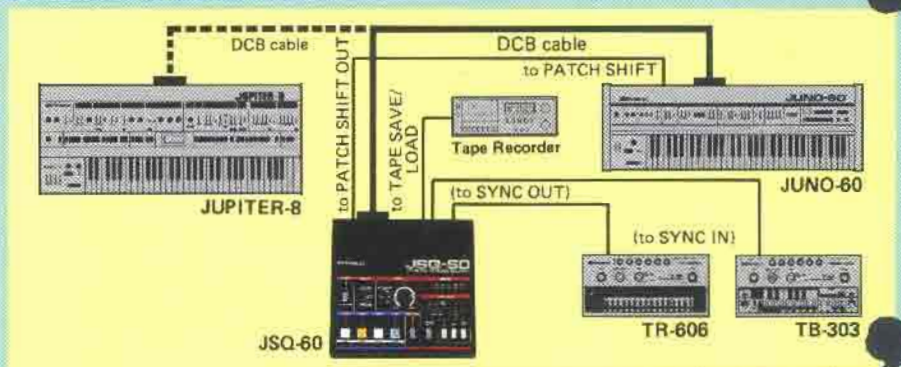 DCB cable
DCB cable
to PATCH SHIFT OUT
to TAPE SAVE/
LOAD
to PATCH SHIFT
JUPITER-8
JUNO-60
Tape Recorder
JUPITER-8
JUNO-60
(to SYNC OUT)
(to SYNC IN)
JSQ-60
JSQ-60
TR-606
TB-303